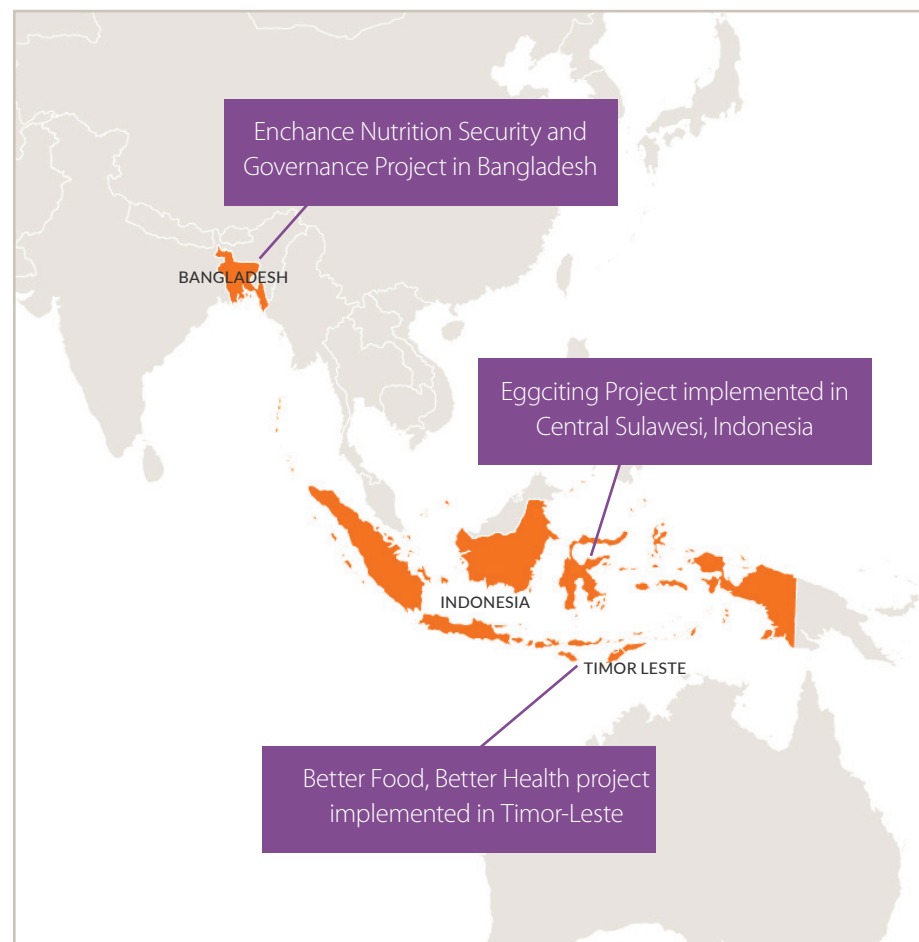 Enchance Nutrition Security and
Governance Project in Bangladesh
BANGLADESH
Eggciting Project implemented in
Central Sulawesi, Indonesia
INDONESIA
TIMOR LESTE
Better Food, Better Health project
implemented in Timor-Leste